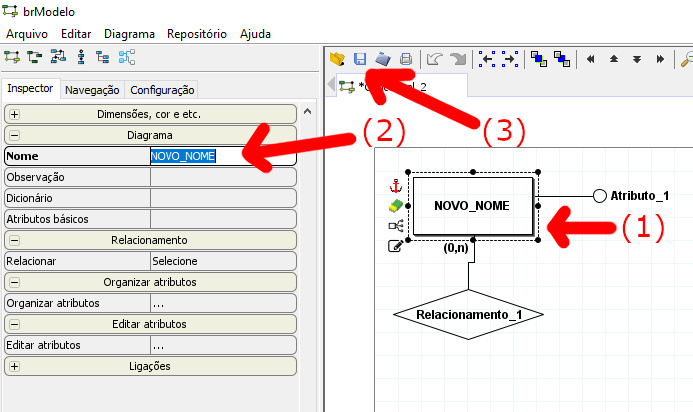 brModelo
Arquivo Editar Diagrama Repositório Ajuda
Inspector Navegação Configuração
Dimensões, cor e etc.
Diagrama
Nome NOVO_NOME
Observação
Dicionário
Atributos básicos
Relacionamento
Relacionar Selecione
Organizar atributos
Organizar atributos ...
Editar atributos
Editar atributos ...
Ligações
(2)
(3)
NOVO_NOME
Atributo_1
(1)
(0,n)
Relacionamento_1